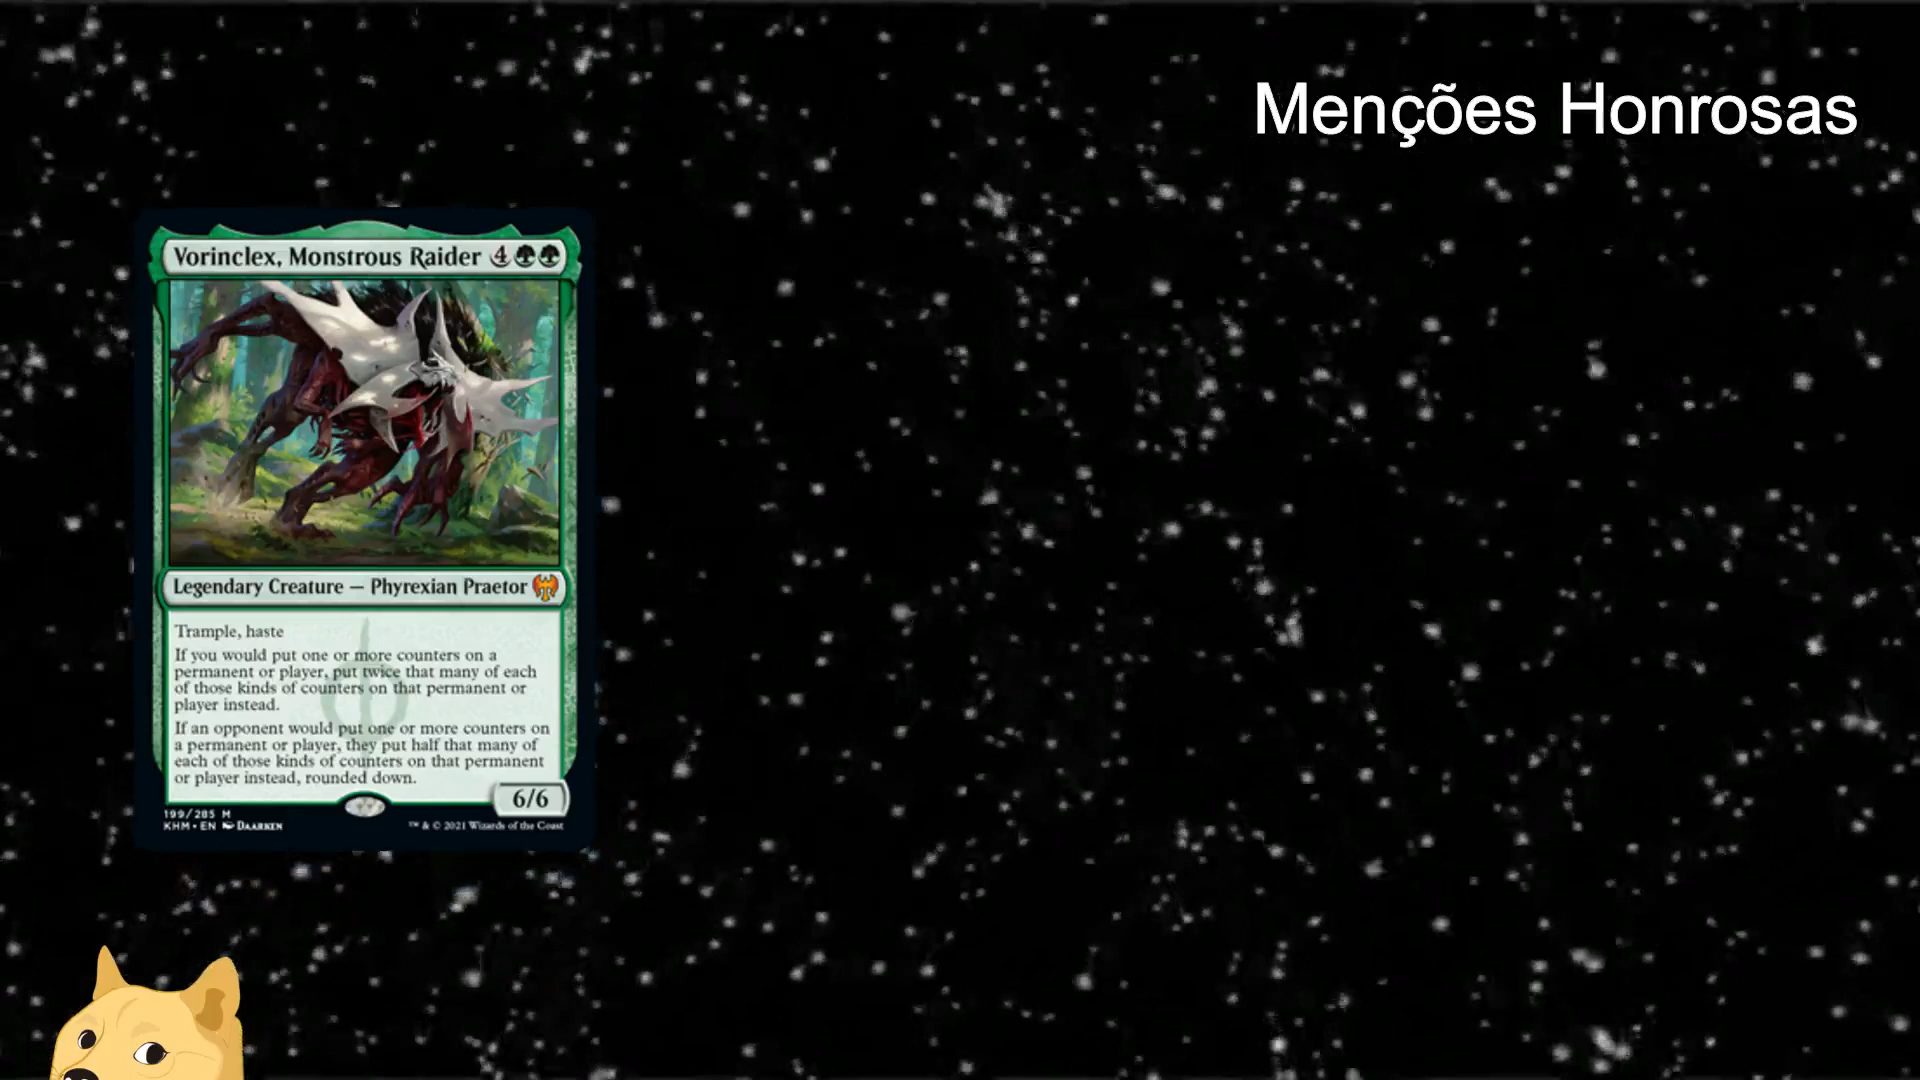 Menções Honrosas
Vorinclex, Monstrous Raider 4
Legendary Creature — Phyrexian Praetor
Trample, haste
If you would put one or more counters on a
permanent or player, put twice that many of each
of those kinds of counters on that permanent or
player instead.
If an opponent would put one or more counters on
a permanent or player, they put half that many of
each of those kinds of counters on that permanent
or player instead, rounded down.
6/6
199/285 M
KHM • EN DAARKEN
™ & © 2021 Wizards of the Coast